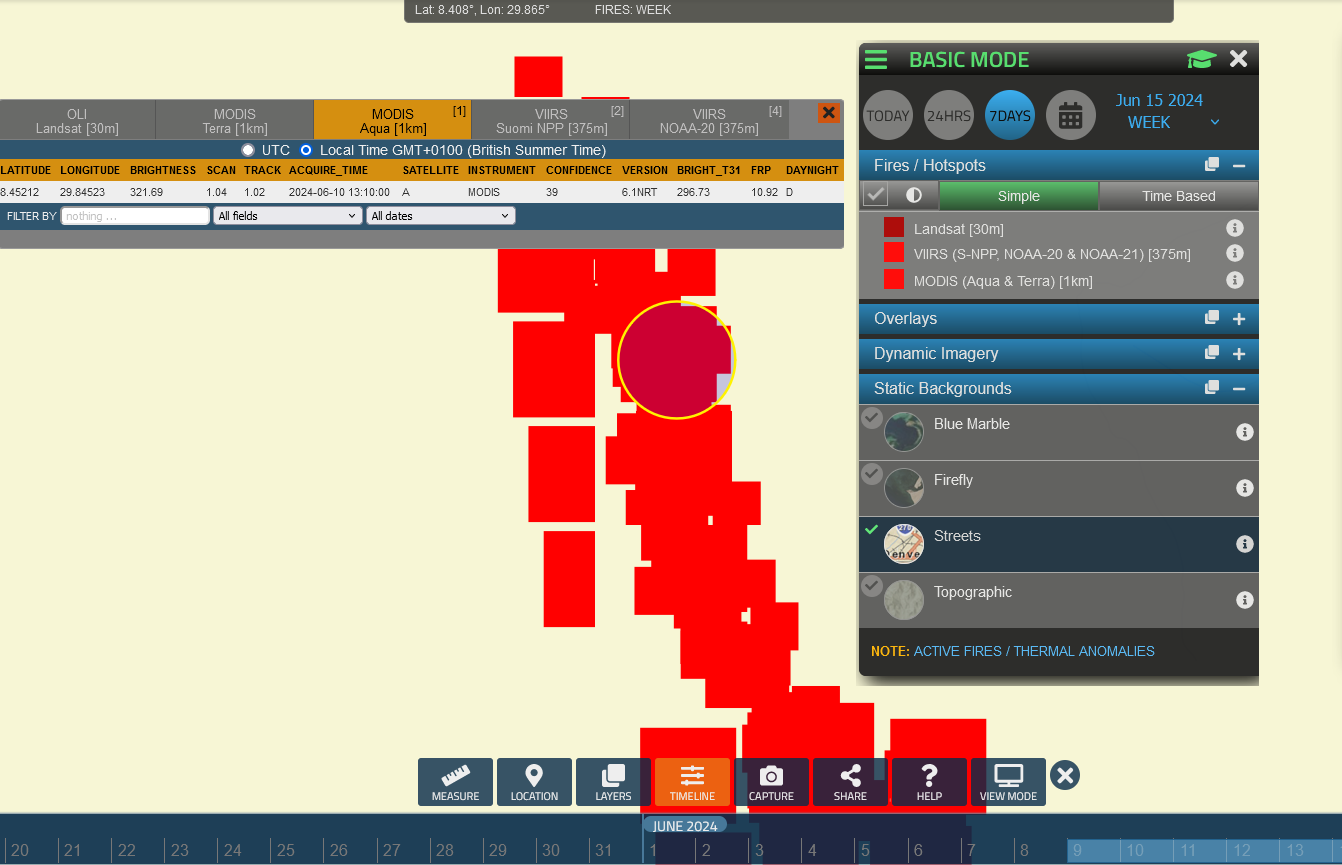 Lat: 8.408°, Lon: 29.865° FIRES: WEEK
BASIC MODE
TODAY 24HRS 7DAYS Jun 15 2024
WEEK
OLI
Landsat [30m]
MODIS
Terra [1km]
MODIS [1]
Aqua [1km]
VIIRS [2]
Suomi NPP [375m]
VIIRS [4]
NOAA-20 [375m]
UTC Local Time GMT+0100 (British Summer Time)
LATITUDE LONGITUDE BRIGHTNESS SCAN TRACK ACQUIRE_TIME SATELLITE INSTRUMENT CONFIDENCE VERSION BRIGHT_T31 FRP DAYNIGHT
8.45212 29.84523 321.69 1.04 1.02 2024-06-10 13:10:00 A MODIS 39 6.1NRT 296.73 10.92 D
FILTER BY nothing ... All fields All dates
Fires / Hotspots
Simple Time Based
Landsat [30m]
VIIRS (S-NPP, NOAA-20 & NOAA-21) [375m]
MODIS (Aqua & Terra) [1km]
Overlays
Dynamic Imagery
Static Backgrounds
Blue Marble
Firefly
Streets
Topographic
NOTE: ACTIVE FIRES / THERMAL ANOMALIES
MEASURE LOCATION LAYERS TIMELINE CAPTURE SHARE HELP VIEW MODE
JUNE 2024
20 21 22 23 24 25 26 27 28 29 30 31 1 2 3 4 5 6 7 8 9 10 11 12 13